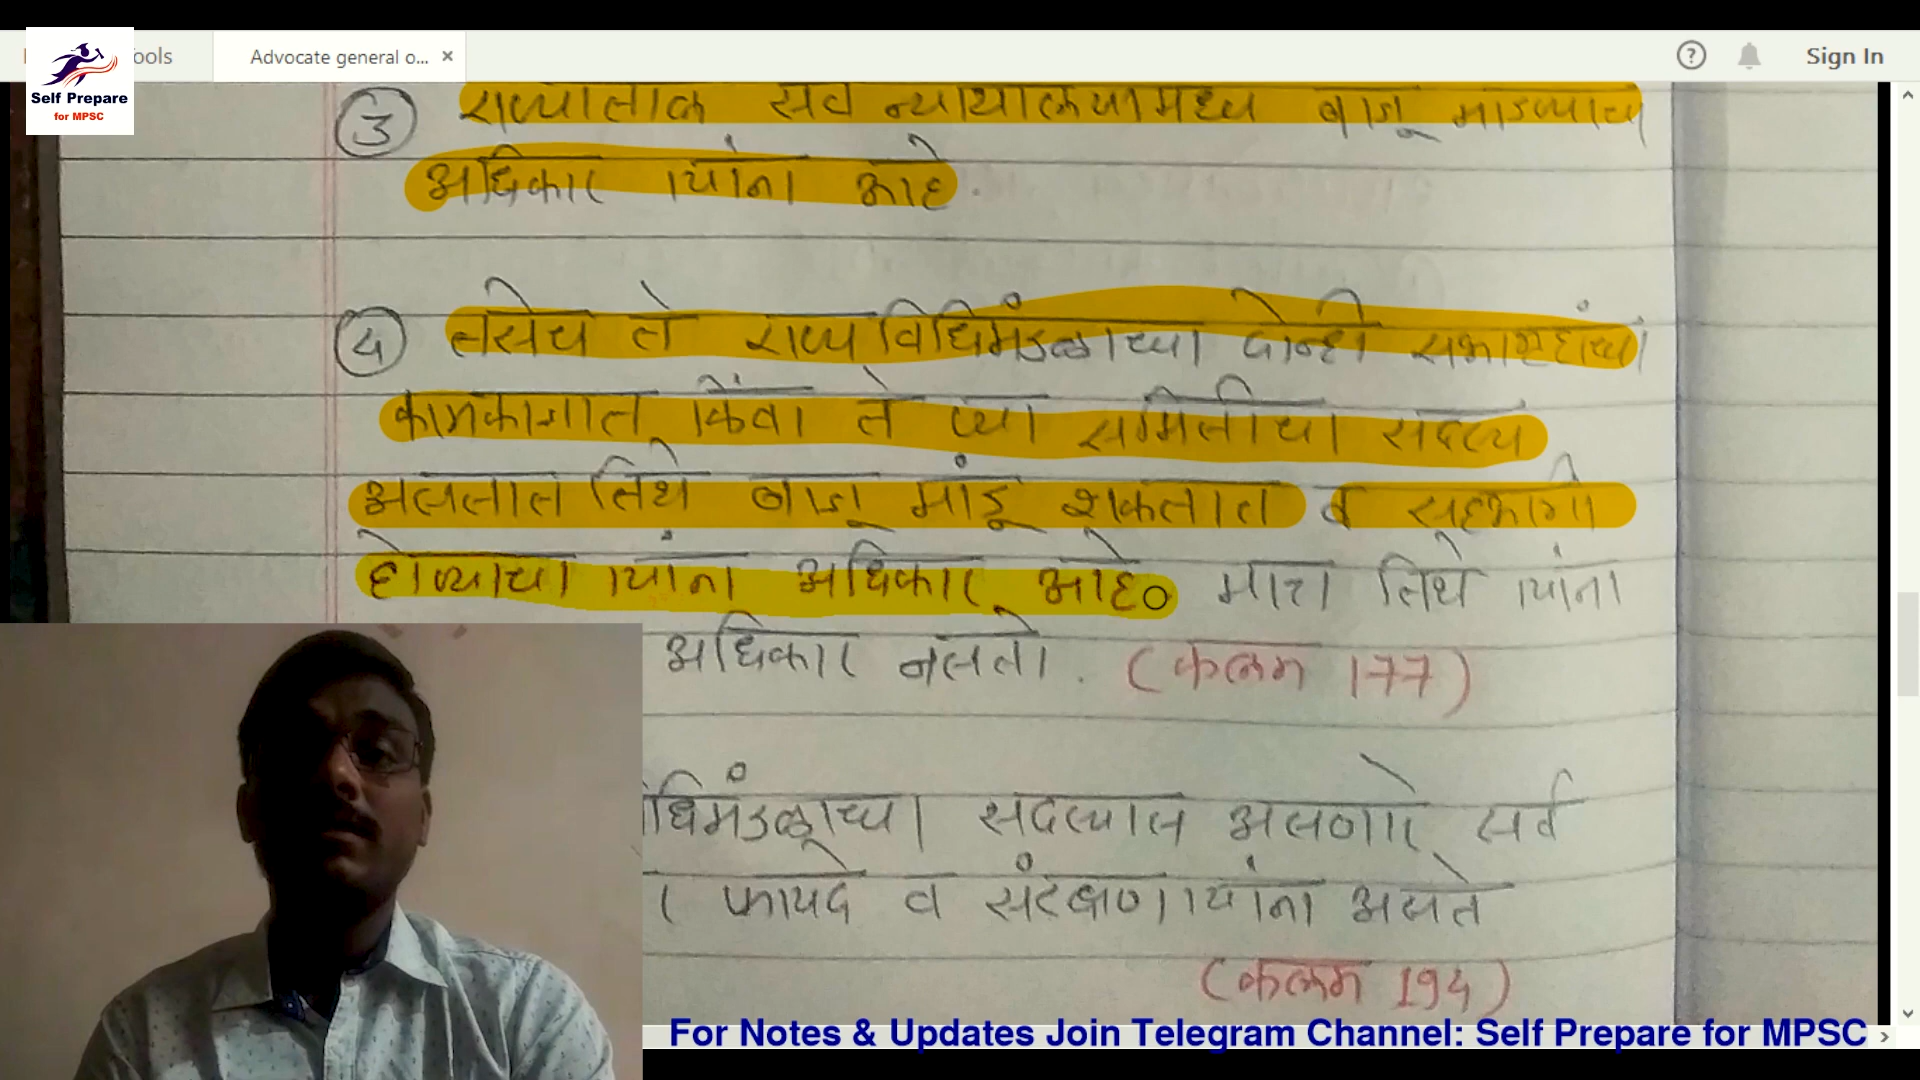 ools
Advocate general o... ×
? Sign In
Self Prepare
for MPSC
३ राज्यातील सर्व न्यायालयामध्ये बाजू मांडण्याचा
अधिकार यांना आहे.
४ तसेच ते राज्य विधिमंडळाच्या दोन्ही सभागृहांच्या
कामकाजात किंवा ते ज्या समितीचा सदस्य
असतात तिथे बाजू मांडू शकतात व सहभागी
होण्याचा यांना अधिकार आहे. मात्र तिथे यांना
अधिकार नसतो. (कलम 177)
धिमंडळाच्या सदस्यास असणारे सर्व
फायदे व संरक्षण यांना असते
(कलम 194)
For Notes & Updates Join Telegram Channel: Self Prepare for MPSC